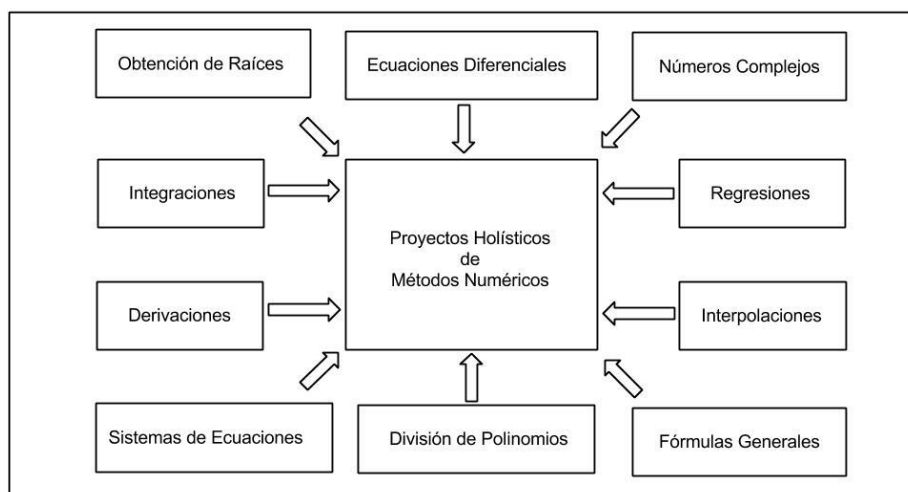 Obtención de Raíces
Ecuaciones Diferenciales
Números Complejos
Integraciones
Regresiones
Proyectos Holísticos
de
Métodos Numéricos
Derivaciones
Interpolaciones
Sistemas de Ecuaciones
División de Polinomios
Fórmulas Generales